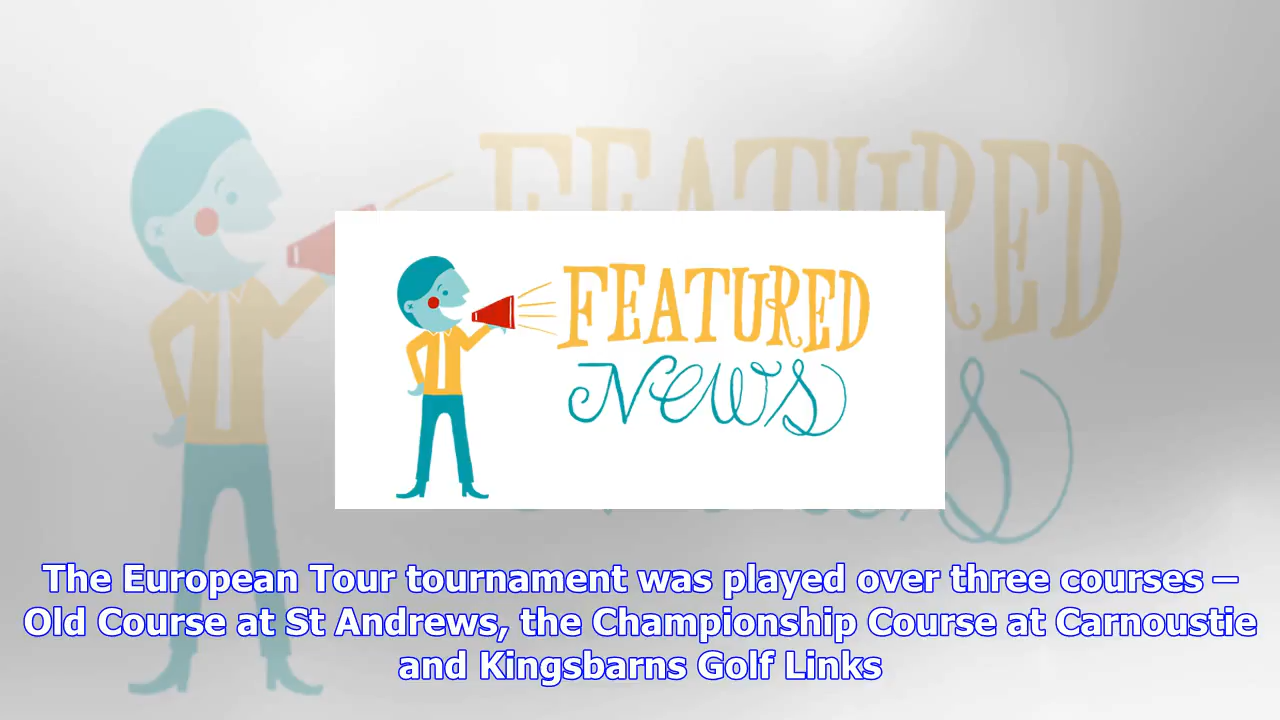 FEATURED
NEWS
The European Tour tournament was played over three courses —
Old Course at St Andrews, the Championship Course at Carnoustie
and Kingsbarns Golf Links